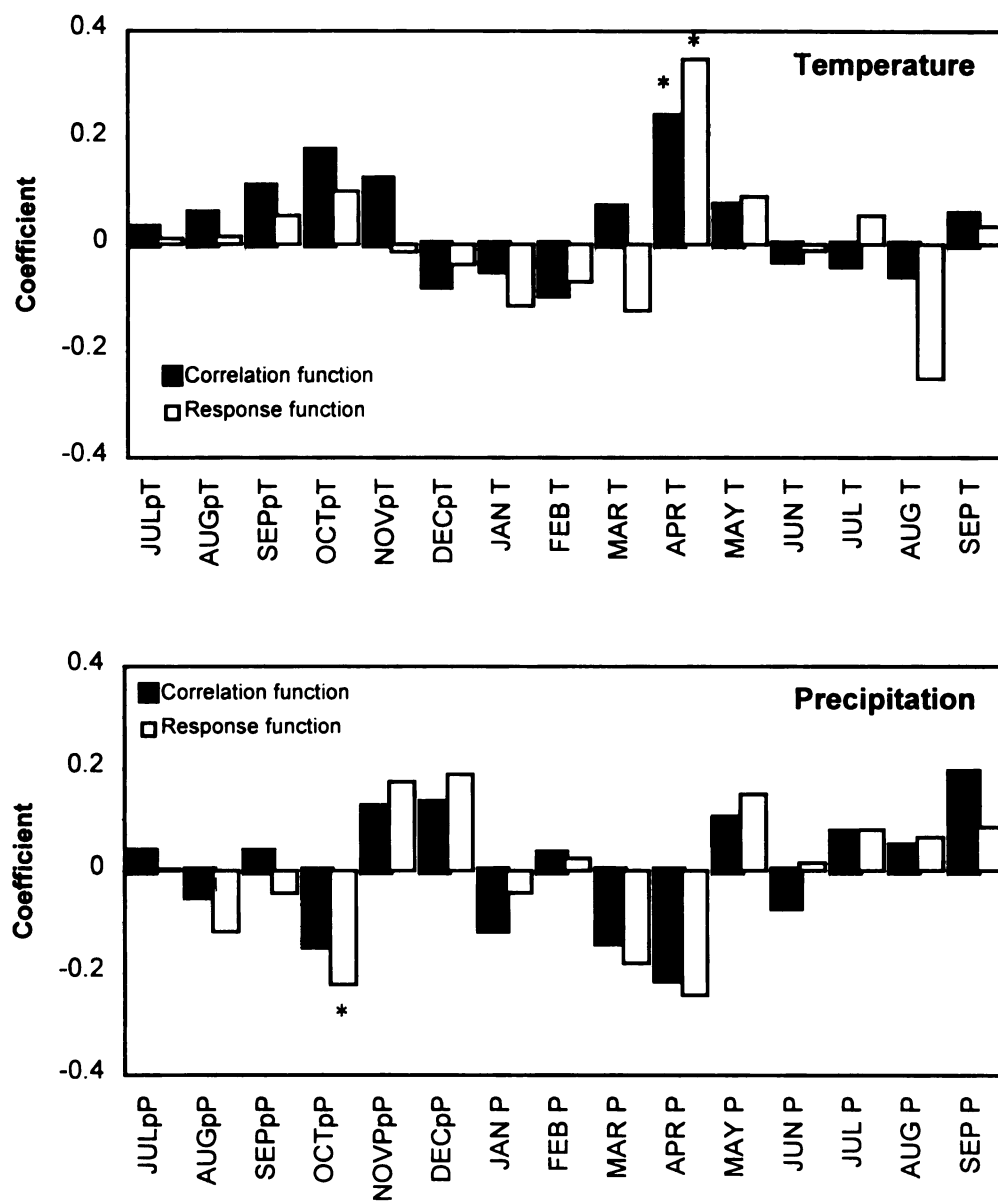 0.4
Temperature
*
*
0.2
0
-0.2
-0.4
Coefficient
Correlation function
Response function
JULpT
AUGpT
SEPpT
OCTpT
NOVpT
DECpT
JAN T
FEB T
MAR T
APR T
MAY T
JUN T
JUL T
AUG T
SEP T
0.4
Correlation function
Response function
Precipitation
0.2
0
-0.2
-0.4
Coefficient
*
JULpP
AUGpP
SEPpP
OCTpP
NOVPpP
DECpP
JAN P
FEB P
MAR P
APR P
MAY P
JUN P
JUL P
AUG P
SEP P